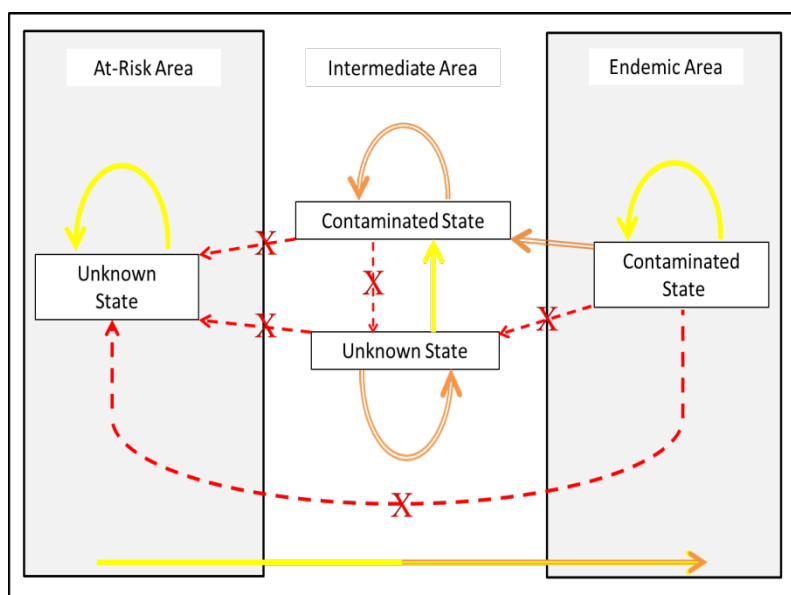 At-Risk Area
Intermediate Area
Endemic Area
Contaminated State
X
Unknown
State
Contaminated
State
X
X
X
Unknown State
X